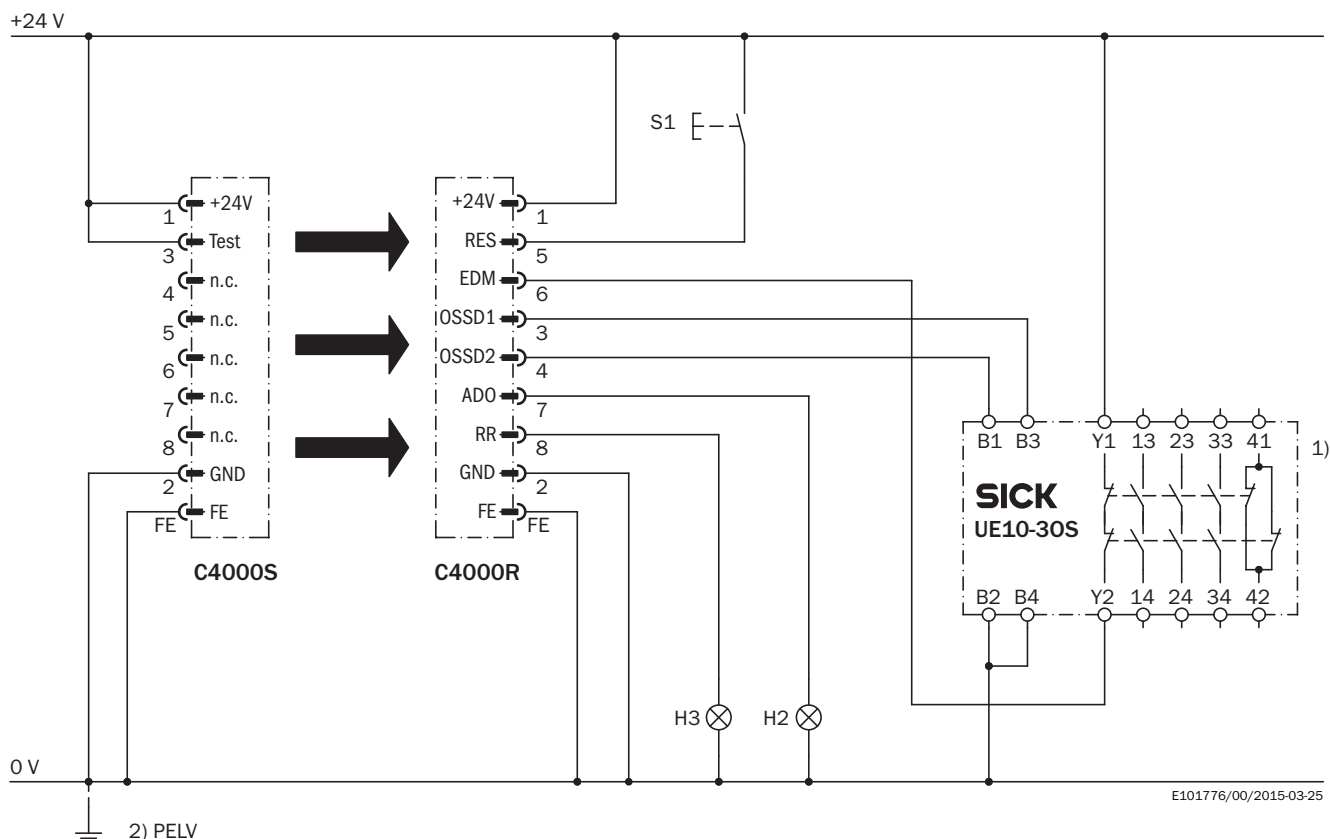 +24 V
S1
1 +24V
3 Test
4 n.c.
5 n.c.
6 n.c.
7 n.c.
8 n.c.
2 GND
FE FE
C4000S
+24V 1
RES 5
EDM 6
OSSD1 3
OSSD2 4
ADO 7
RR 8
GND 2
FE FE
C4000R
B1 B3 Y1 13 23 33 41
1)
SICK
UE10-3OS
B2 B4 Y2 14 24 34 42
H3 H2
0 V
E101776/00/2015-03-25
2) PELV